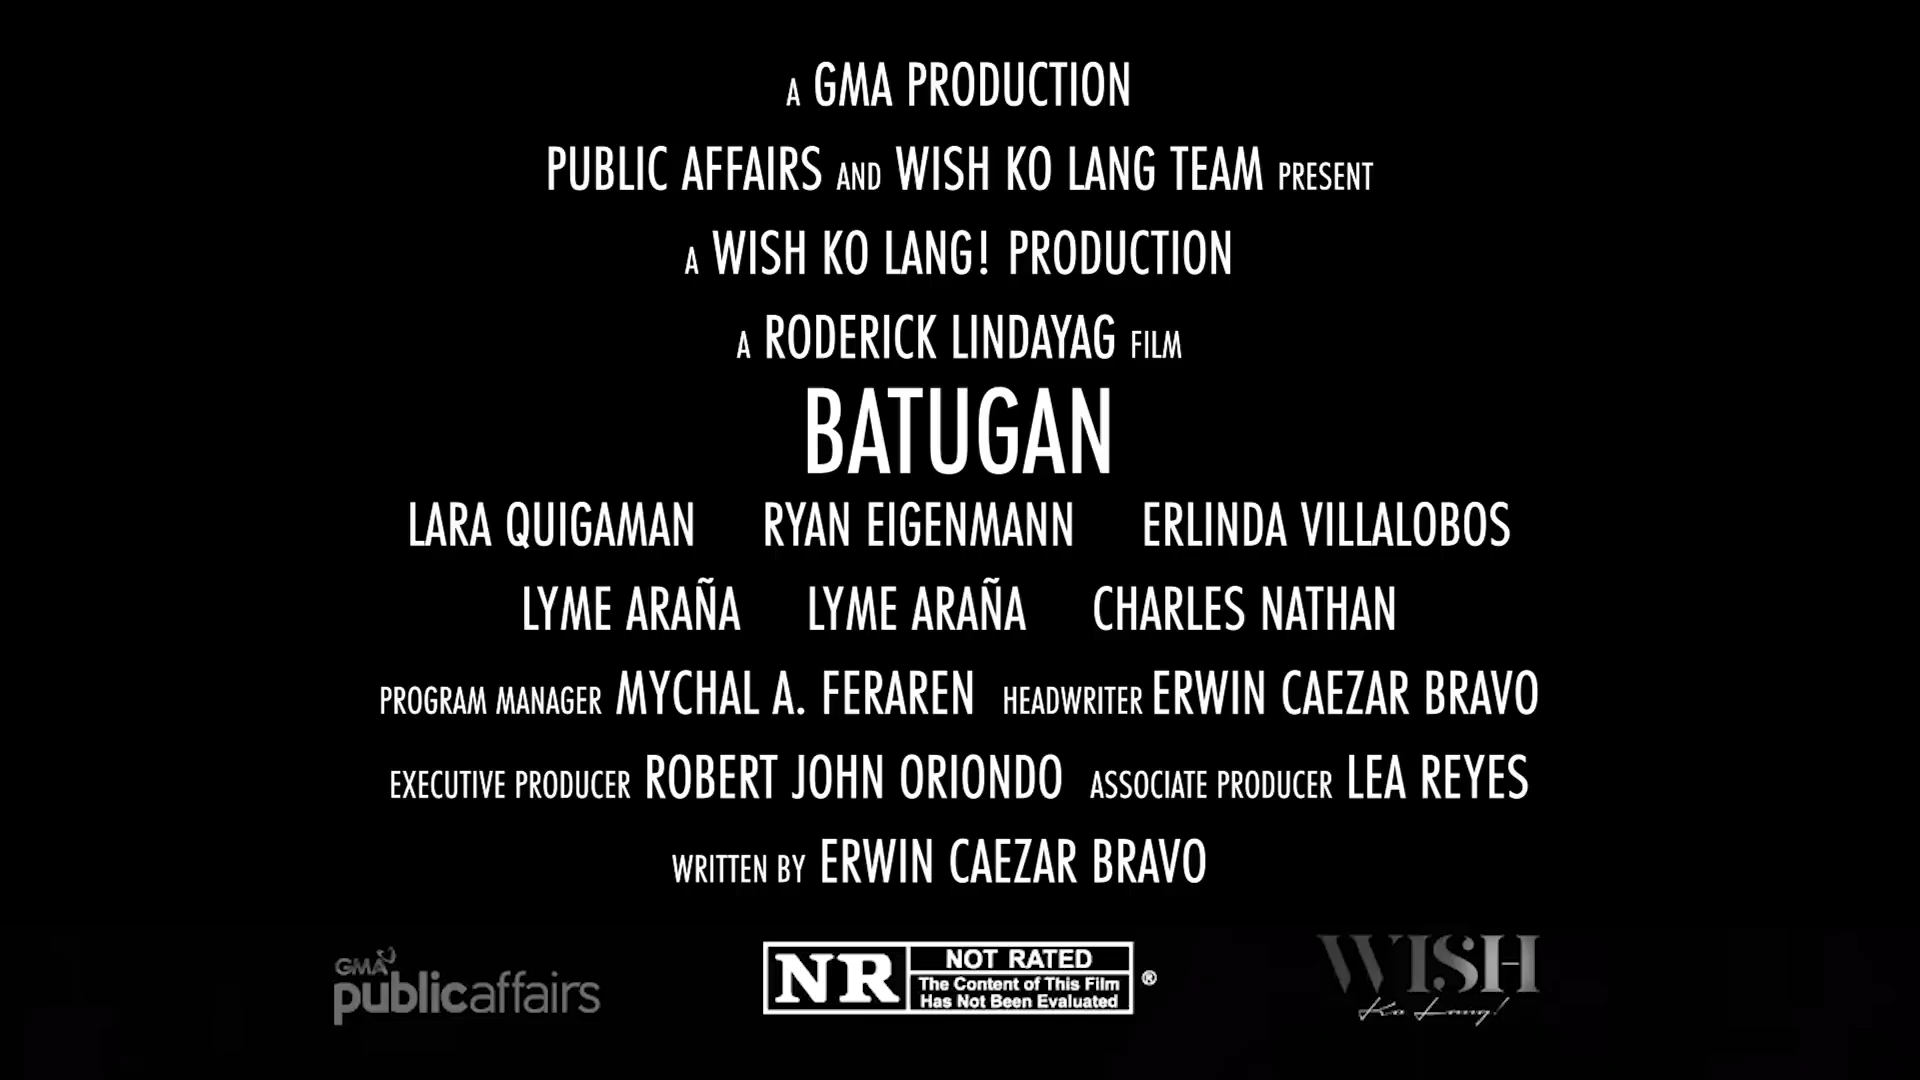 A GMA PRODUCTION
PUBLIC AFFAIRS AND WISH KO LANG TEAM PRESENT
A WISH KO LANG! PRODUCTION
A RODERICK LINDAYAG FILM
BATUGAN
LARA QUIGAMAN RYAN EIGENMANN ERLINDA VILLALOBOS
LYME ARAÑA LYME ARAÑA CHARLES NATHAN
PROGRAM MANAGER MYCHAL A. FERAREN HEADWRITER ERWIN CAEZAR BRAVO
EXECUTIVE PRODUCER ROBERT JOHN ORIONDO ASSOCIATE PRODUCER LEA REYES
WRITTEN BY ERWIN CAEZAR BRAVO
GMA
publicaffairs
NR
NOT RATED
The Content of This Film
Has Not Been Evaluated
®
WISH
Ko Lang!